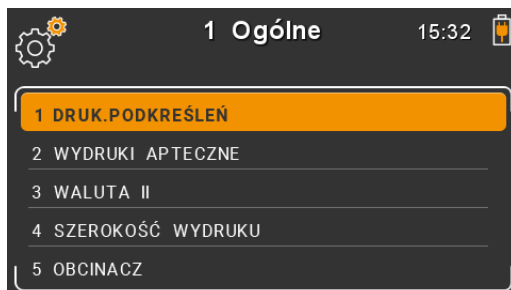 1 Ogólne 15:32
1 DRUK.PODKREŚLEŃ
2 WYDRUKI APTECZNE
3 WALUTA II
4 SZEROKOŚĆ WYDRUKU
5 OBCINACZ